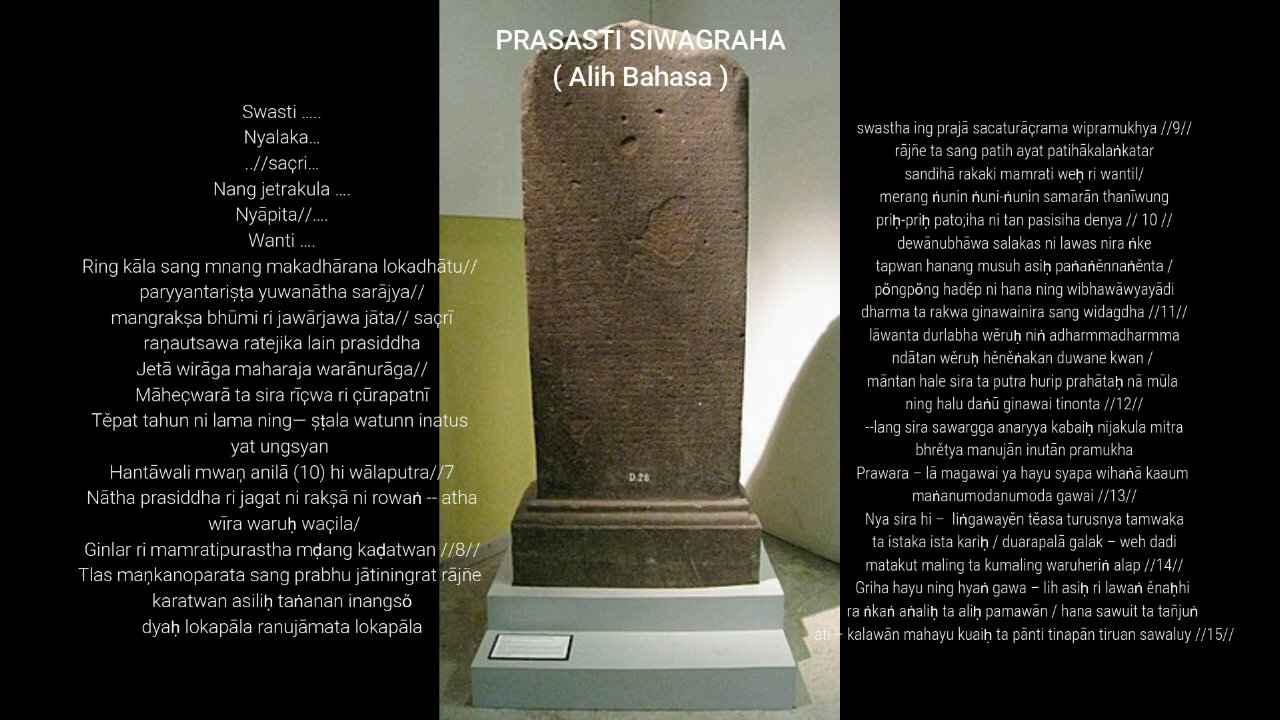 PRASASTI SIWAGRAHA
( Alih Bahasa )
Swasti .....
Nyalaka...
..//saçri...
Nang jetrakula ....
Nyāpita//....
Wanti ....
Ring kāla sang mnang makadhārana lokadhātu//
paryyantariṣṭa yuwanātha sarājya//
mangrakṣa bhūmi ri jawārjawa jāta// saçrī
raṇautsawa ratejika lain prasiddha
Jetā wirāga maharaja warānurāga//
Māheçwarā ta sira rīçwa ri çūrapatnī
Tĕpat tahun ni lama ning— ṣṭala watunn inatus
yat ungsyan
Hantāwali mwaṇ anilā (10) hi wālaputra//7
Nātha prasiddha ri jagat ni rakṣā ni rowaṅ -- atha
wīra waruḥ waçila/
Ginlar ri mamratipurastha mḍang kaḍatwan //8//
Tlas maṇkanoparata sang prabhu jātiningrat rājñe
karatwan asiliḥ taṅanan inangsö
dyaḥ lokapāla ranujāmata lokapāla
swastha ing prajā sacaturāçrama wipramukhya //9//
rājñe ta sang patih ayat patihākalaṅkatar
sandihā rakaki mamrati weḥ ri wantil/
merang ṅunin ṅuni-ṅunin samarān thanīwung
priḥ-priḥ pato;iha ni tan pasisiha denya // 10 //
dewānubhāwa salakas ni lawas nira ṅke
tapwan hanang musuh asiḥ paṅaṅĕnnaṅĕnta /
pöngpöng hadĕp ni hana ning wibhawāwyayādi
dharma ta rakwa ginawainira sang widagdha //11//
lāwanta durlabha wĕruḥ niṅ adharmmadharmma
ndātan wĕruḥ hĕnĕṅakan duwane kwan /
māntan hale sira ta putra hurip prahātaḥ nā mūla
ning halu daṅū ginawai tinonta //12//
--lang sira sawargga anaryya kabaiḥ nijakula mitra
bhrĕtya manujān inutān pramukha
Prawara – lā magawai ya hayu syapa wihaṅā kaaum
maṅanumodanumoda gawai //13//
Nya sira hi – liṅgawayĕn tĕasa turusnya tamwaka
ta istaka ista kariḥ / duarapalā galak – weh dadi
matakut maling ta kumaling waruheriṅ alap //14//
Griha hayu ning hyaṅ gawa – lih asiḥ ri lawaṅ ĕnaḥhi
ra ṅkaṅ aṅaliḥ ta aliḥ pamawān / hana sawuit ta tañjuṅ
ati – kalawān mahayu kuaiḥ ta pānti tinapān tiruan sawaluy //15//
D.28